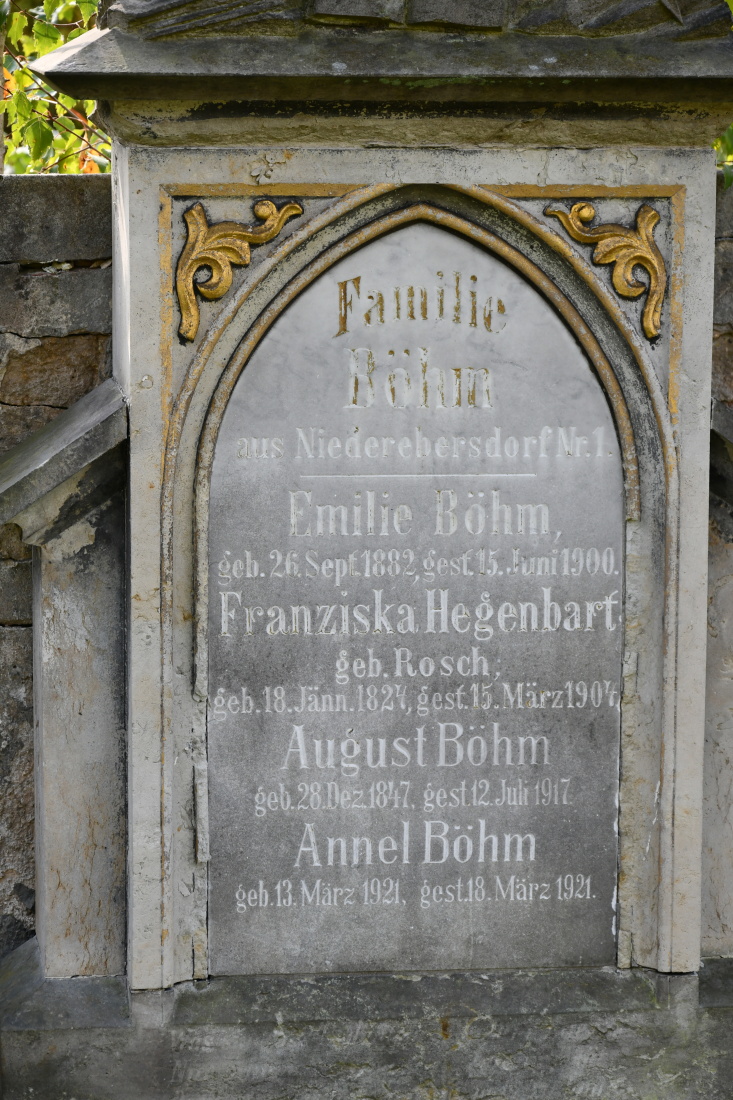 Familie
Böhm
aus Niederebersdorf Nr. 1.
Emilie Böhm,
geb. 26. Sept. 1882, gest. 15. Juni 1900.
Franziska Hegenbart
geb. Rosch,
geb. 18. Jänn. 1824, gest. 15. März 1904,
August Böhm
geb. 28. Dez. 1847, gest. 12. Juli 1917
Annel Böhm
geb. 13. März 1921, gest. 18. März 1921.